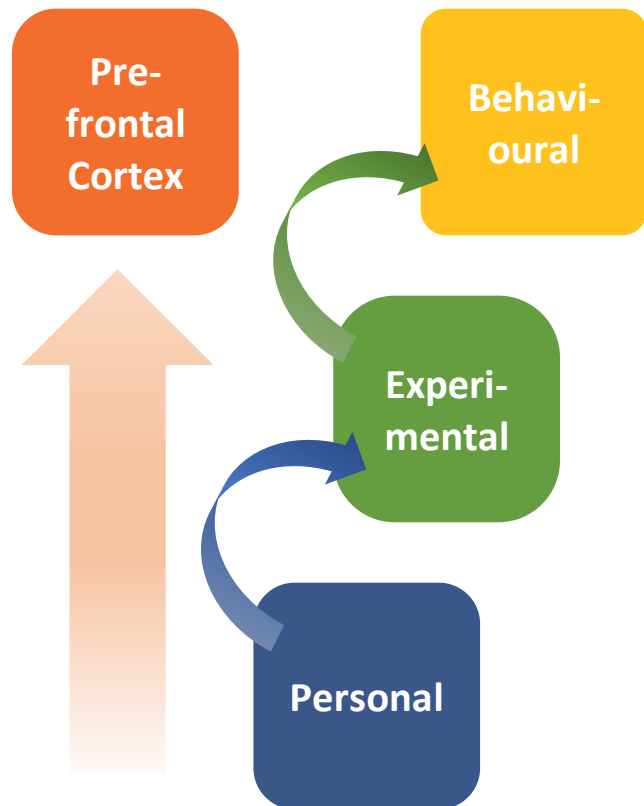 Pre-
frontal
Cortex
Behavi-
oural
Experi-
mental
Personal